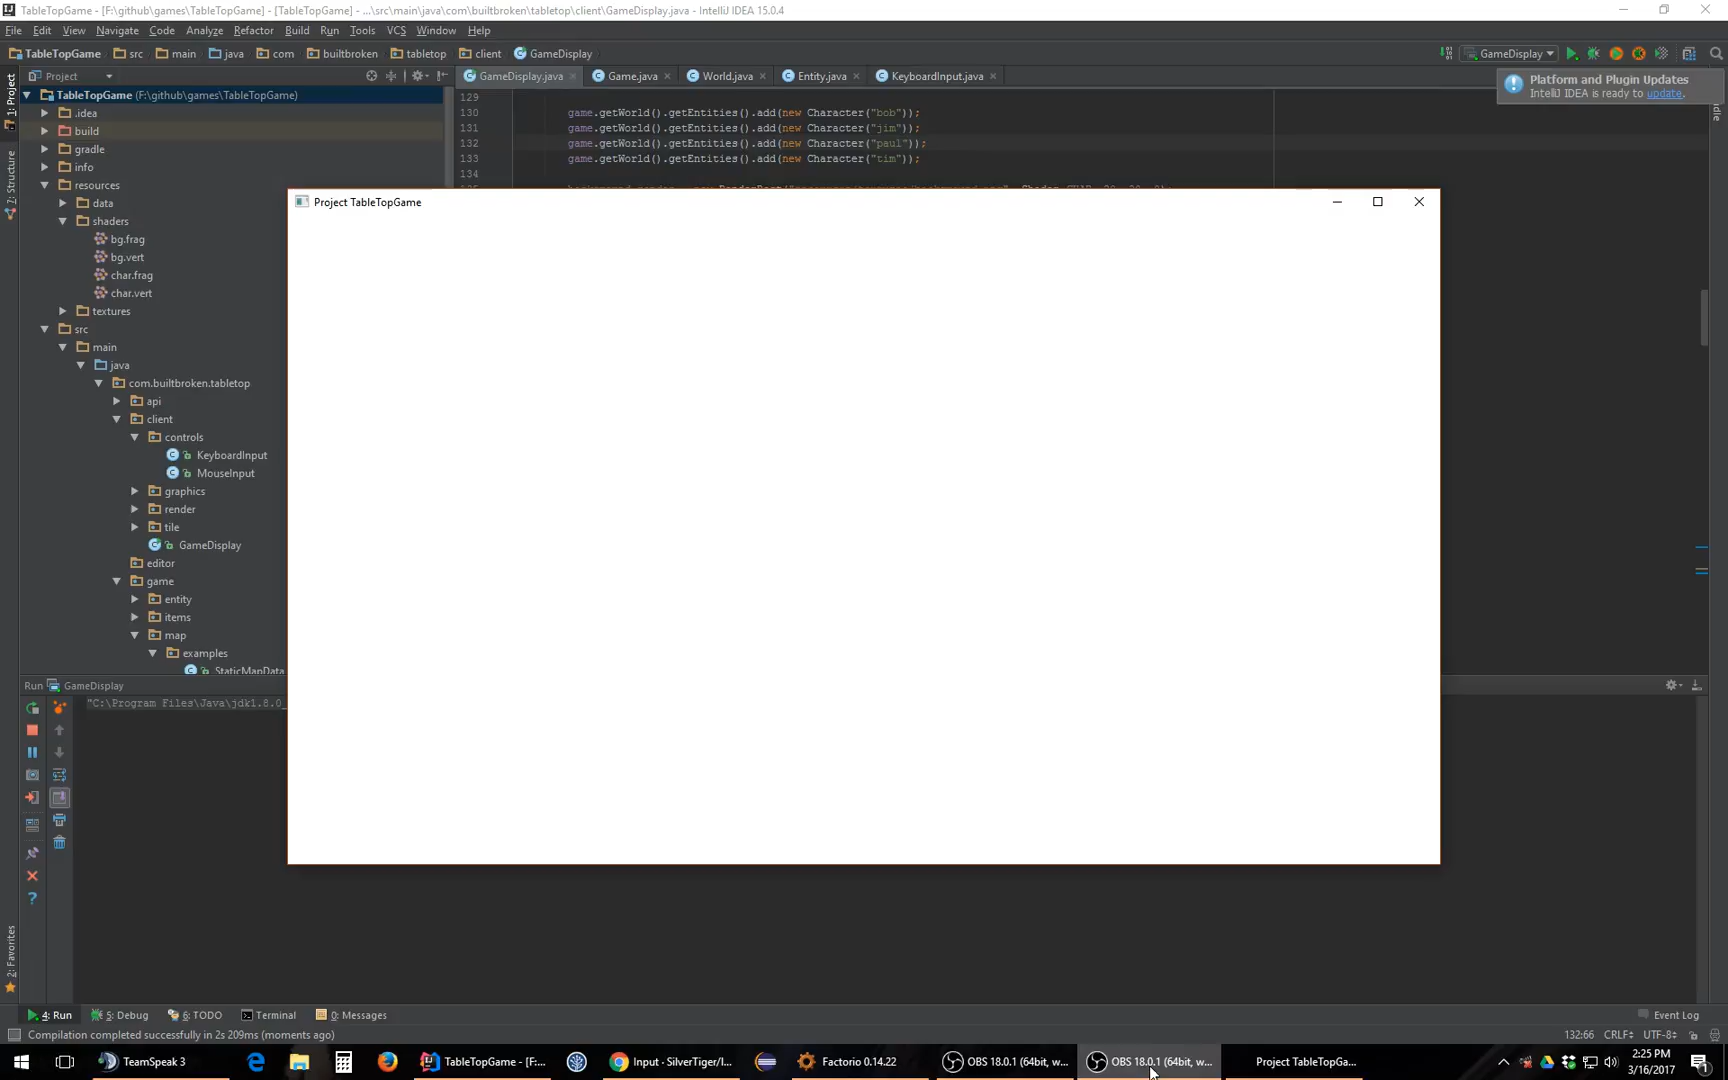 TableTopGame - [F:\github\games\TableTopGame] - [TableTopGame] - ...\src\main\java\com\builtbroken\tabletop\client\GameDisplay.java - IntelliJ IDEA 15.0.4
File Edit View Navigate Code Analyze Refactor Build Run Tools VCS Window Help
TableTopGame src main java com builtbroken tabletop client GameDisplay
GameDisplay
Project
GameDisplay.java Game.java World.java Entity.java KeyboardInput.java
Platform and Plugin Updates
IntelliJ IDEA is ready to update.
1: Project
Z: Structure
2: Favorites
TableTopGame (F:\github\games\TableTopGame)
.idea
build
gradle
info
resources
data
shaders
bg.frag
bg.vert
char.frag
char.vert
textures
src
main
java
com.builtbroken.tabletop
api
client
controls
KeyboardInput
MouseInput
graphics
render
tile
GameDisplay
editor
game
entity
items
map
examples
StaticMapData
129
130 game.getWorld().getEntities().add(new Character("bob"));
131 game.getWorld().getEntities().add(new Character("jim"));
132 game.getWorld().getEntities().add(new Character("paul"));
133 game.getWorld().getEntities().add(new Character("tim"));
134
Project TableTopGame
Run GameDisplay
"C:\Program Files\Java\jdk1.8.0_
4: Run 5: Debug 6: TODO Terminal 0: Messages Event Log
Compilation completed successfully in 2s 209ms (moments ago) 132:66 CRLF UTF-8
TeamSpeak 3 TableTopGame - [F:... Input · SilverTiger/l... Factorio 0.14.22 OBS 18.0.1 (64bit, w... OBS 18.0.1 (64bit, w... Project TableTopGa...
2:25 PM
3/16/2017